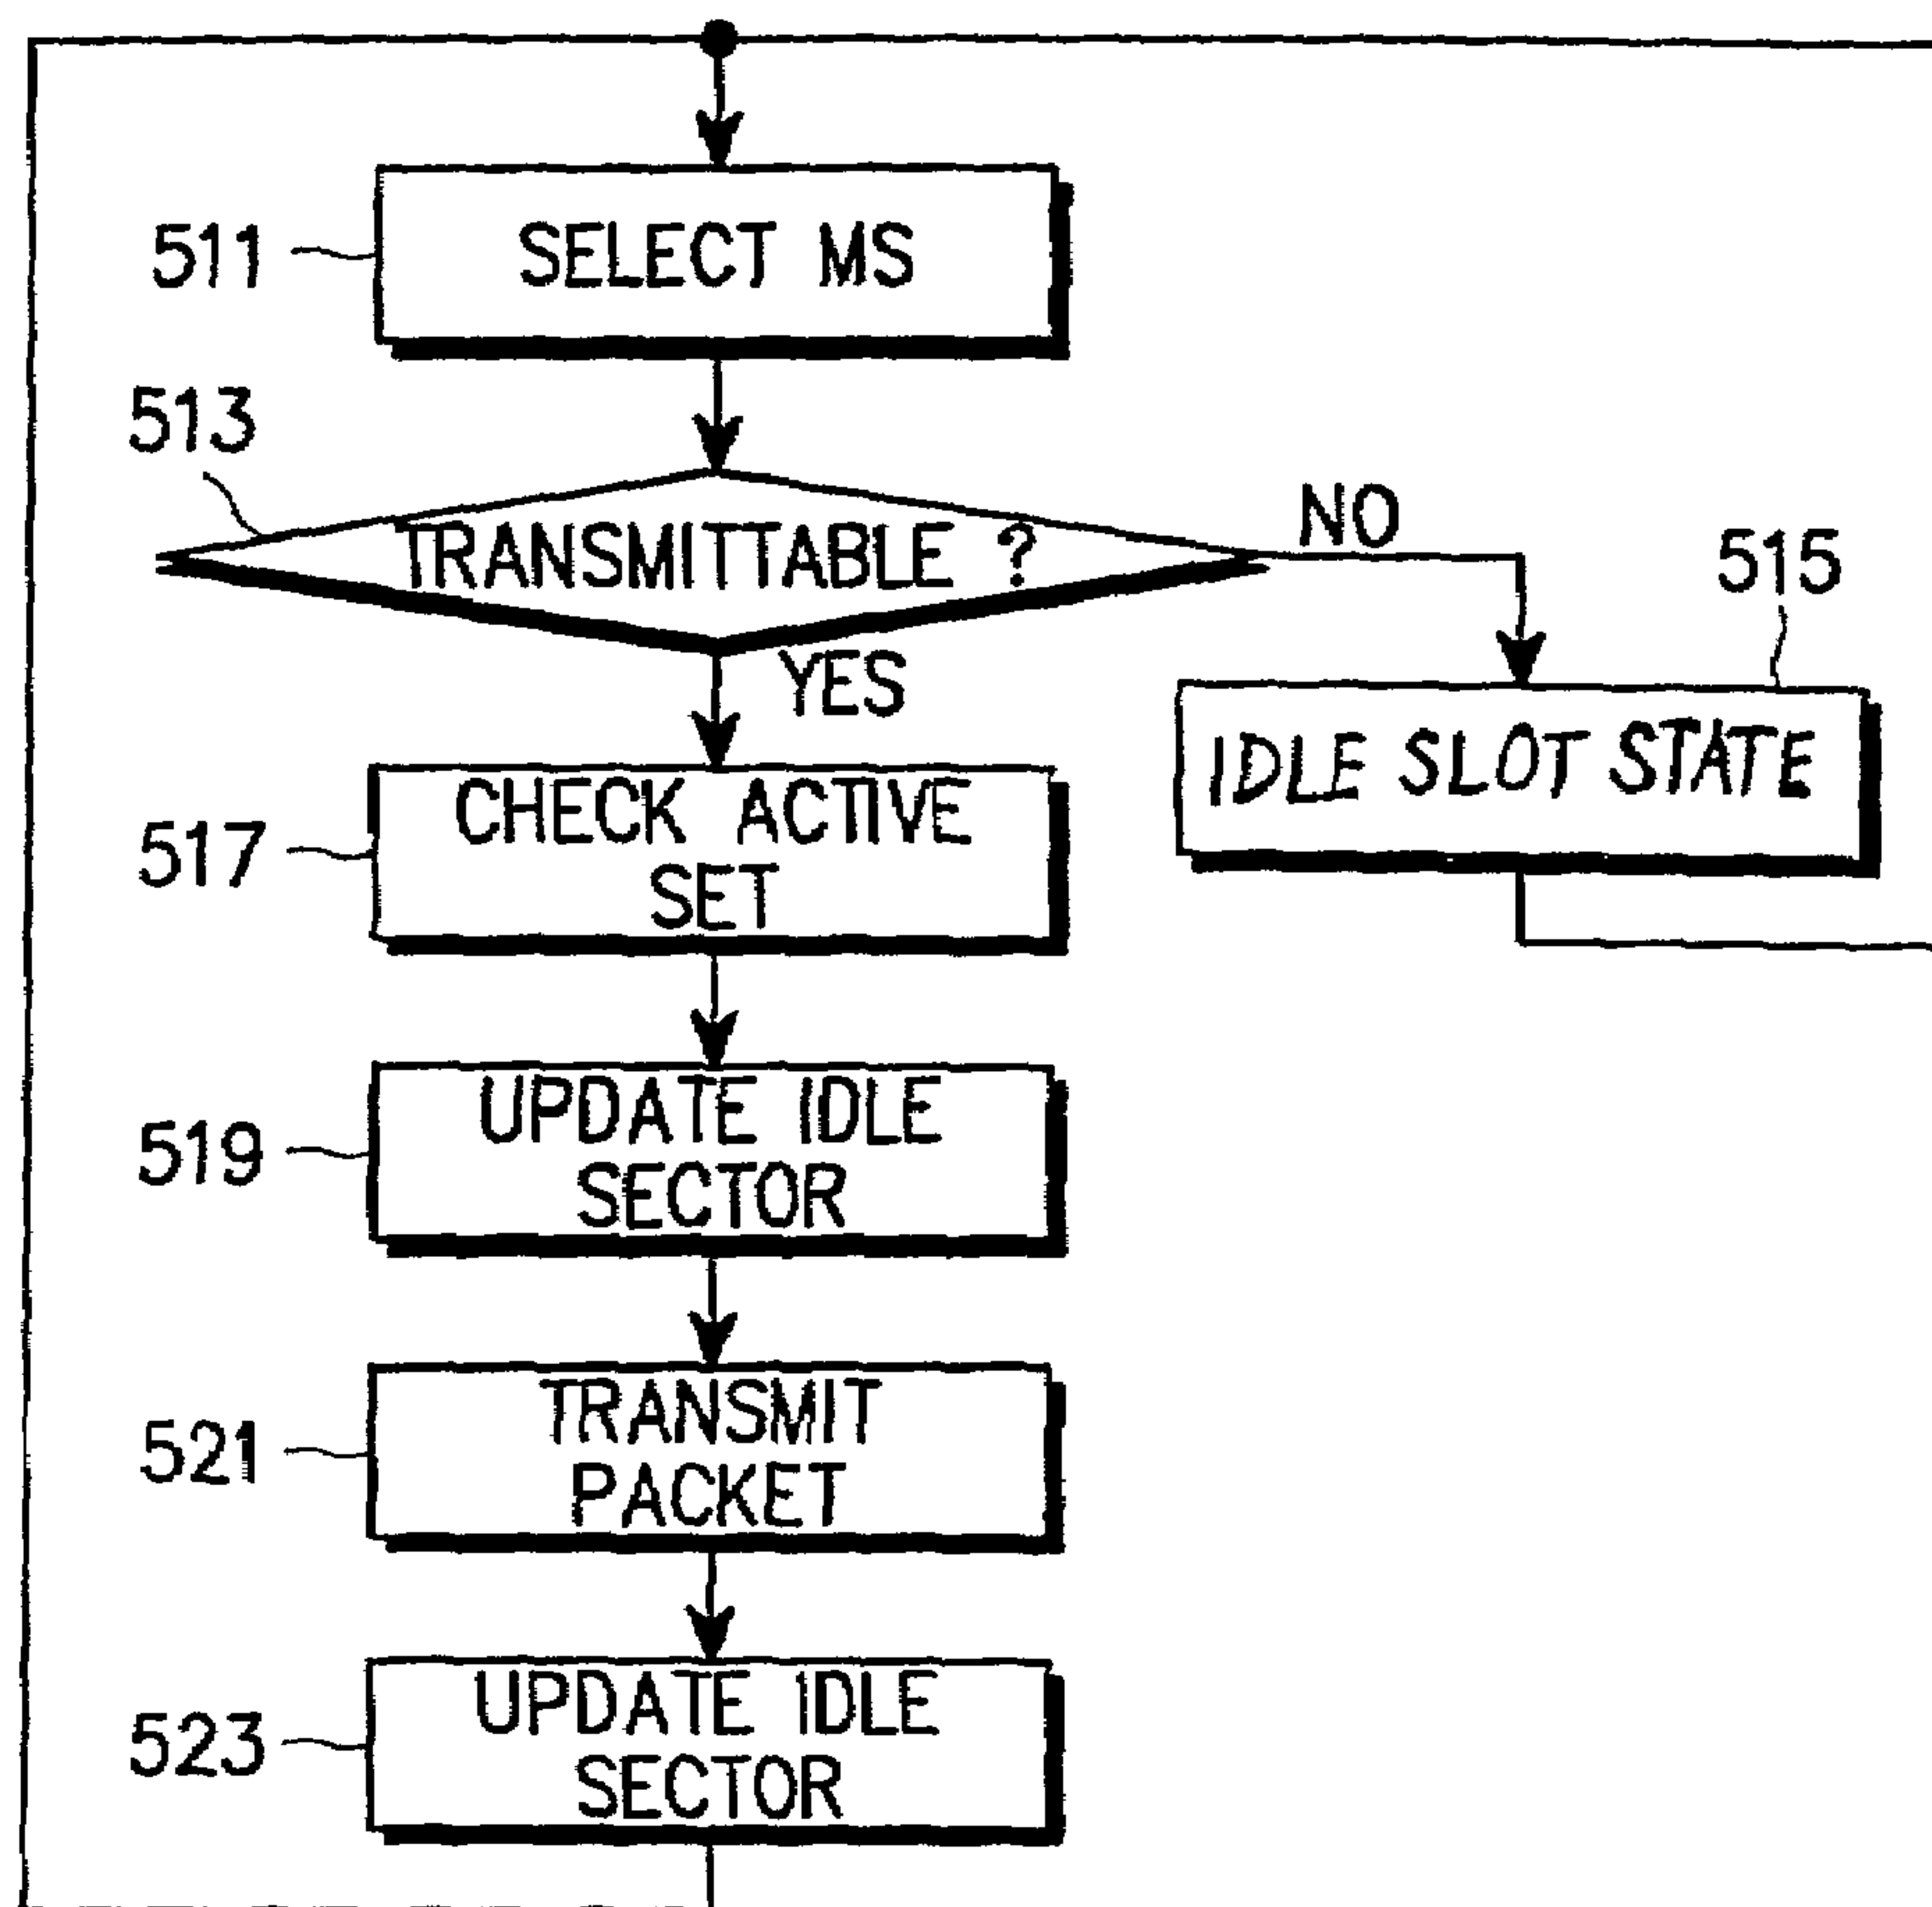 511
SELECT MS
513
TRANSMITTABLE ?
NO
515
YES
IDLE SLOT STATE
517
CHECK ACTIVE
SET
519
UPDATE IDLE
SECTOR
521
TRANSMIT
PACKET
523
UPDATE IDLE
SECTOR